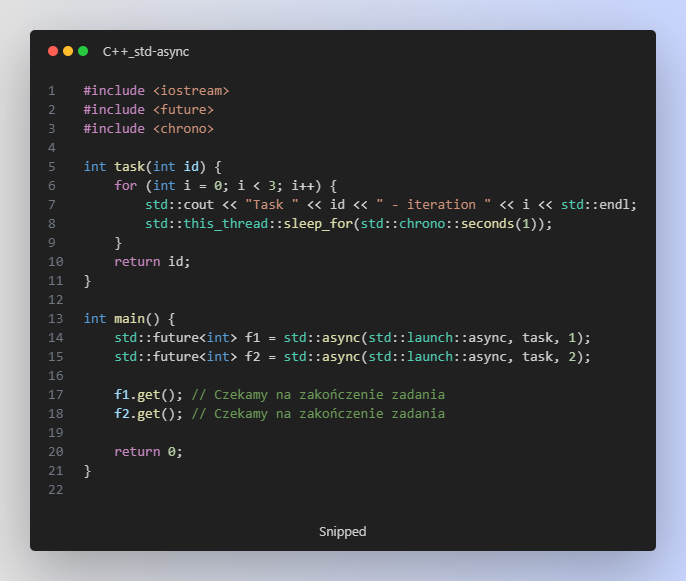 C++_std-async
1 #include <iostream>
2 #include <future>
3 #include <chrono>
4
5 int task(int id) {
6     for (int i = 0; i < 3; i++) {
7         std::cout << "Task " << id << " - iteration " << i << std::endl;
8         std::this_thread::sleep_for(std::chrono::seconds(1));
9     }
10     return id;
11 }
12
13 int main() {
14     std::future<int> f1 = std::async(std::launch::async, task, 1);
15     std::future<int> f2 = std::async(std::launch::async, task, 2);
16
17     f1.get(); // Czekamy na zakończenie zadania
18     f2.get(); // Czekamy na zakończenie zadania
19
20     return 0;
21 }
22
Snipped